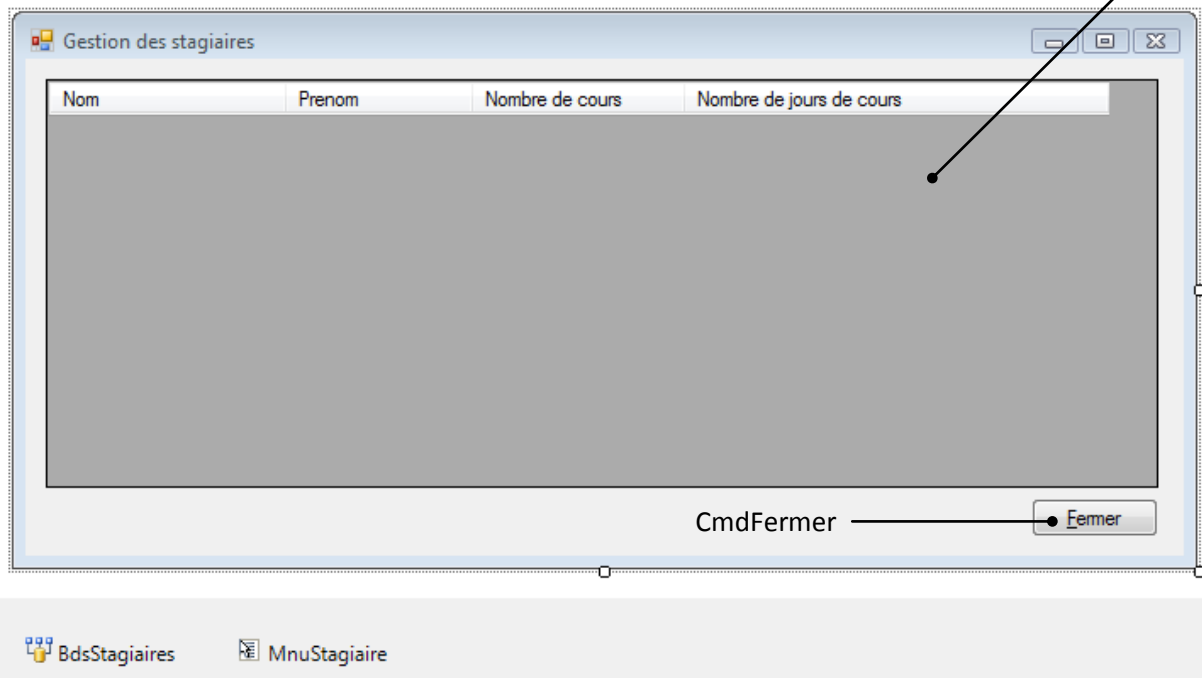 Gestion des stagiaires
Nom Prenom Nombre de cours Nombre de jours de cours
CmdFermer Fermer
BdsStagiaires MnuStagiaire